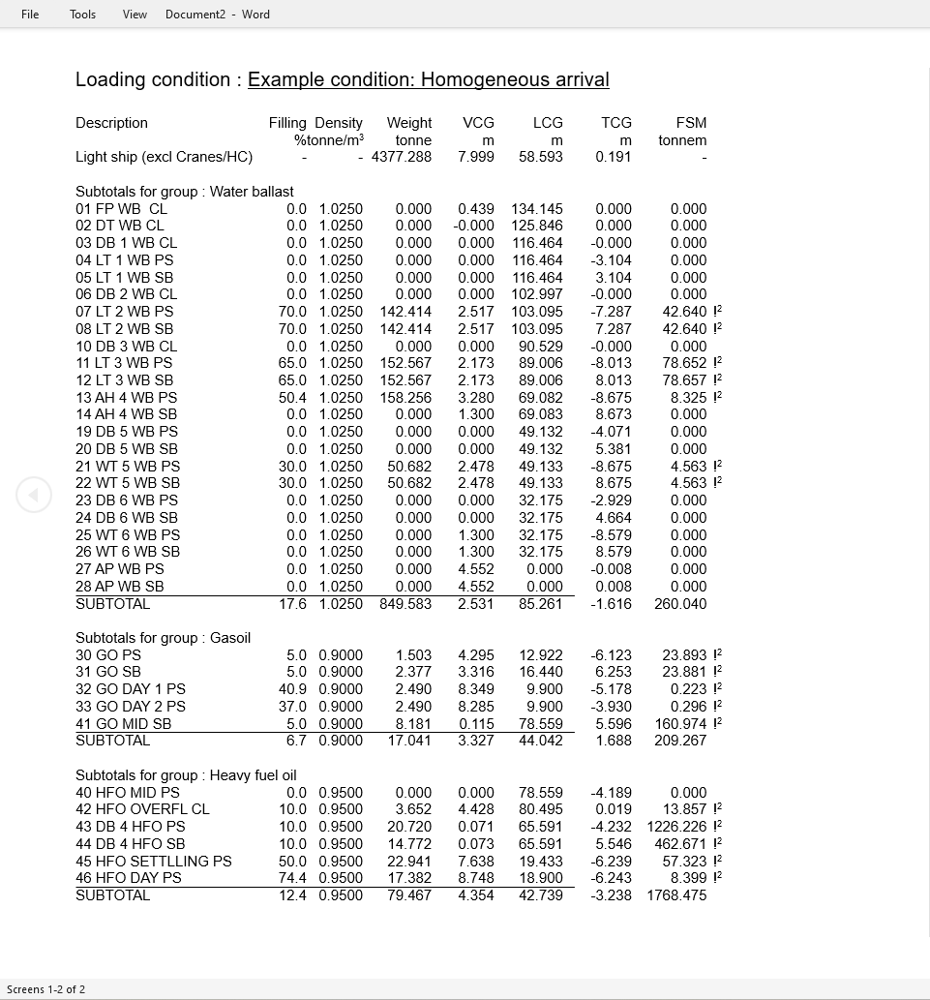 File Tools View Document2 - Word
Loading condition : Example condition: Homogeneous arrival
Description Filling Density Weight VCG LCG TCG FSM
%tonne/m³ tonne m m m tonnem
Light ship (excl Cranes/HC) - - 4377.288 7.999 58.593 0.191 -
Subtotals for group : Water ballast
01 FP WB CL 0.0 1.0250 0.000 0.439 134.145 0.000 0.000
02 DT WB CL 0.0 1.0250 0.000 -0.000 125.846 0.000 0.000
03 DB 1 WB CL 0.0 1.0250 0.000 0.000 116.464 -0.000 0.000
04 LT 1 WB PS 0.0 1.0250 0.000 0.000 116.464 -3.104 0.000
05 LT 1 WB SB 0.0 1.0250 0.000 0.000 116.464 3.104 0.000
06 DB 2 WB CL 0.0 1.0250 0.000 0.000 102.997 -0.000 0.000
07 LT 2 WB PS 70.0 1.0250 142.414 2.517 103.095 -7.287 42.640 !²
08 LT 2 WB SB 70.0 1.0250 142.414 2.517 103.095 7.287 42.640 !²
10 DB 3 WB CL 0.0 1.0250 0.000 0.000 90.529 -0.000 0.000
11 LT 3 WB PS 65.0 1.0250 152.567 2.173 89.006 -8.013 78.652 !²
12 LT 3 WB SB 65.0 1.0250 152.567 2.173 89.006 8.013 78.657 !²
13 AH 4 WB PS 50.4 1.0250 158.256 3.280 69.082 -8.675 8.325 !²
14 AH 4 WB SB 0.0 1.0250 0.000 1.300 69.083 8.673 0.000
19 DB 5 WB PS 0.0 1.0250 0.000 0.000 49.132 -4.071 0.000
20 DB 5 WB SB 0.0 1.0250 0.000 0.000 49.132 5.381 0.000
21 WT 5 WB PS 30.0 1.0250 50.682 2.478 49.133 -8.675 4.563 !²
22 WT 5 WB SB 30.0 1.0250 50.682 2.478 49.133 8.675 4.563 !²
23 DB 6 WB PS 0.0 1.0250 0.000 0.000 32.175 -2.929 0.000
24 DB 6 WB SB 0.0 1.0250 0.000 0.000 32.175 4.664 0.000
25 WT 6 WB PS 0.0 1.0250 0.000 1.300 32.175 -8.579 0.000
26 WT 6 WB SB 0.0 1.0250 0.000 1.300 32.175 8.579 0.000
27 AP WB PS 0.0 1.0250 0.000 4.552 0.000 -0.008 0.000
28 AP WB SB 0.0 1.0250 0.000 4.552 0.000 0.008 0.000
SUBTOTAL 17.6 1.0250 849.583 2.531 85.261 -1.616 260.040
Subtotals for group : Gasoil
30 GO PS 5.0 0.9000 1.503 4.295 12.922 -6.123 23.893 !²
31 GO SB 5.0 0.9000 2.377 3.316 16.440 6.253 23.881 !²
32 GO DAY 1 PS 40.9 0.9000 2.490 8.349 9.900 -5.178 0.223 !²
33 GO DAY 2 PS 37.0 0.9000 2.490 8.285 9.900 -3.930 0.296 !²
41 GO MID SB 5.0 0.9000 8.181 0.115 78.559 5.596 160.974 !²
SUBTOTAL 6.7 0.9000 17.041 3.327 44.042 1.688 209.267
Subtotals for group : Heavy fuel oil
40 HFO MID PS 0.0 0.9500 0.000 0.000 78.559 -4.189 0.000
42 HFO OVERFL CL 10.0 0.9500 3.652 4.428 80.495 0.019 13.857 !²
43 DB 4 HFO PS 10.0 0.9500 20.720 0.071 65.591 -4.232 1226.226 !²
44 DB 4 HFO SB 10.0 0.9500 14.772 0.073 65.591 5.546 462.671 !²
45 HFO SETTLLING PS 50.0 0.9500 22.941 7.638 19.433 -6.239 57.323 !²
46 HFO DAY PS 74.4 0.9500 17.382 8.748 18.900 -6.243 8.399 !²
SUBTOTAL 12.4 0.9500 79.467 4.354 42.739 -3.238 1768.475
Screens 1-2 of 2